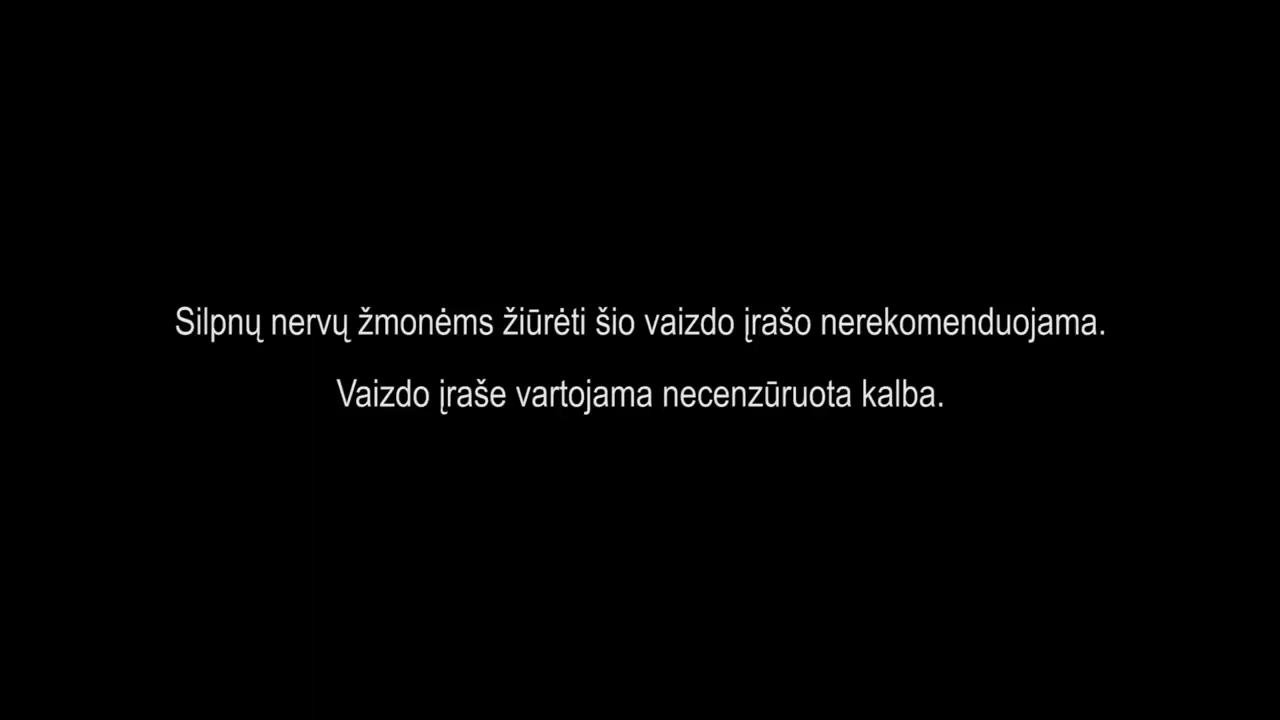 Silpnų nervų žmonėms žiūrėti šio vaizdo įrašo nerekomenduojama.
Vaizdo įraše vartojama necenzūruota kalba.